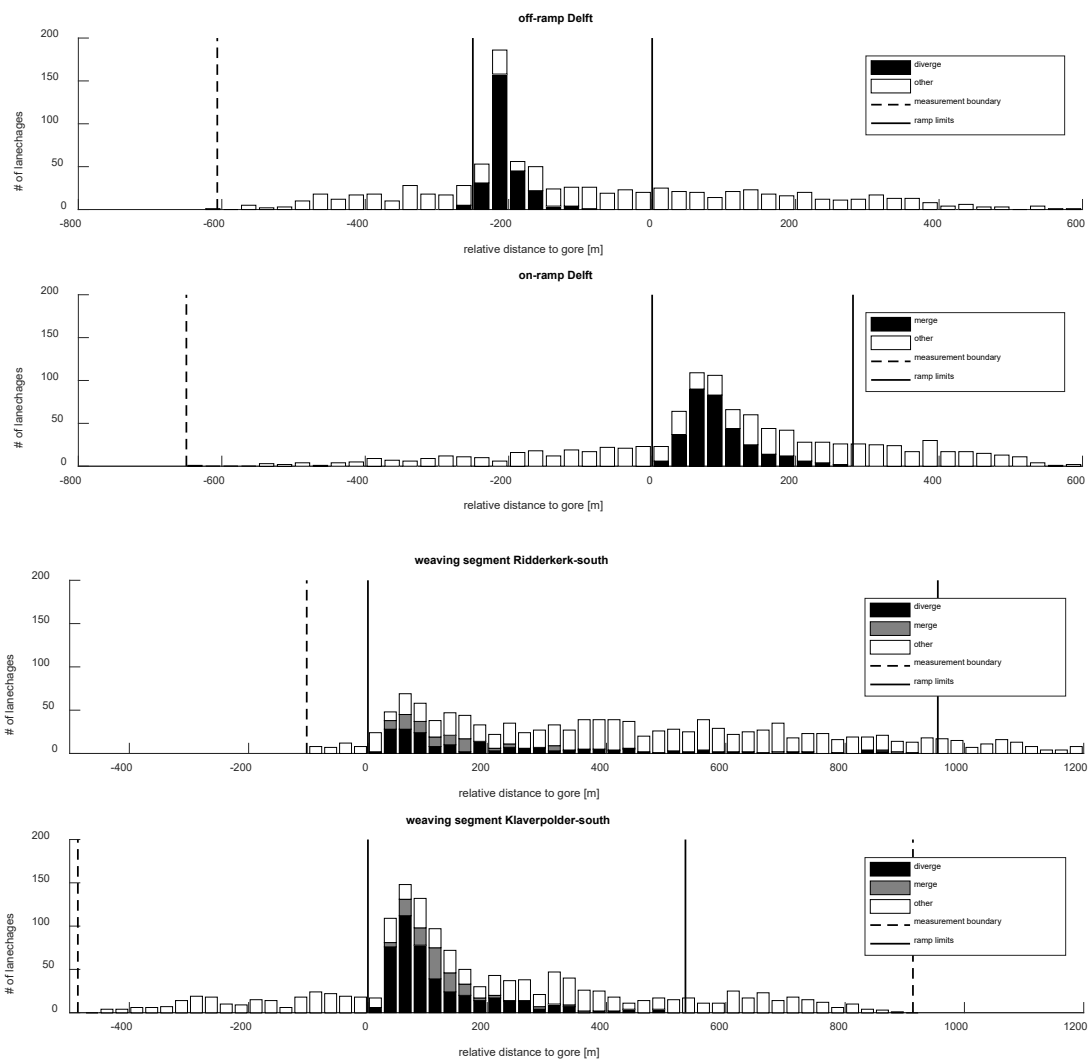 off-ramp Delft
200
150
100
50
0
# of lanechages
diverge
other
measurement boundary
ramp limits
-800 -600 -400 -200 0 200 400 600
relative distance to gore [m]
on-ramp Delft
200
150
100
50
0
# of lanechages
merge
other
measurement boundary
ramp limits
-800 -600 -400 -200 0 200 400 600
relative distance to gore [m]
weaving segment Ridderkerk-south
200
150
100
50
0
# of lanechages
diverge
merge
other
measurement boundary
ramp limits
-400 -200 0 200 400 600 800 1000 1200
relative distance to gore [m]
weaving segment Klaverpolder-south
200
150
100
50
0
# of lanechages
diverge
merge
other
measurement boundary
ramp limits
-400 -200 0 200 400 600 800 1000 1200
relative distance to gore [m]